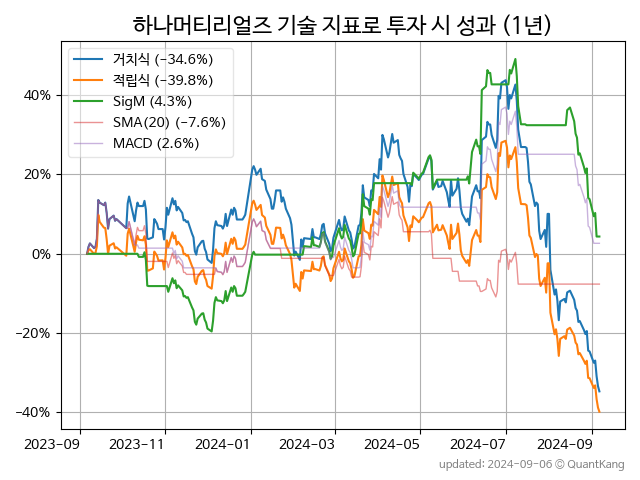 하나머티리얼즈 기술 지표로 투자 시 성과 (1년)
거치식 (−34.6%)
적립식 (−39.8%)
SigM (4.3%)
SMA(20) (−7.6%)
MACD (2.6%)
40%
20%
0%
−20%
−40%
2023-09
2023-11
2024-01
2024-03
2024-05
2024-07
2024-09
updated: 2024-09-06 © QuantKang